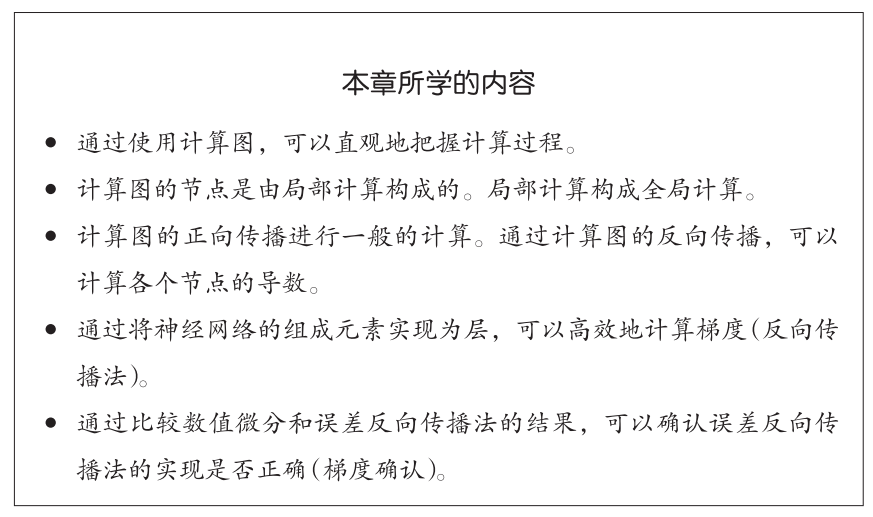 本章所学的内容
● 通过使用计算图，可以直观地把握计算过程。
● 计算图的节点是由局部计算构成的。局部计算构成全局计算。
● 计算图的正向传播进行一般的计算。通过计算图的反向传播，可以
计算各个节点的导数。
● 通过将神经网络的组成元素实现为层，可以高效地计算梯度(反向传
播法)。
● 通过比较数值微分和误差反向传播法的结果，可以确认误差反向传
播法的实现是否正确(梯度确认)。